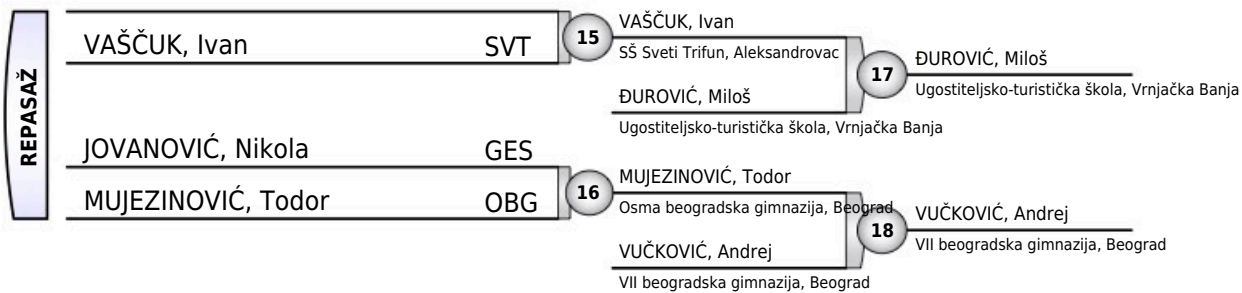 REPASAŽ
VAŠČUK, Ivan SVT
JOVANOVIĆ, Nikola GES
MUJEZINOVIĆ, Todor OBG
15
VAŠČUK, Ivan
SŠ Sveti Trifun, Aleksandrovac
ĐUROVIĆ, Miloš
Ugostiteljsko-turistička škola, Vrnjačka Banja
16
MUJEZINOVIĆ, Todor
Osma beogradska gimnazija, Beograd
VUČKOVIĆ, Andrej
VII beogradska gimnazija, Beograd
17
ĐUROVIĆ, Miloš
Ugostiteljsko-turistička škola, Vrnjačka Banja
18
VUČKOVIĆ, Andrej
VII beogradska gimnazija, Beograd